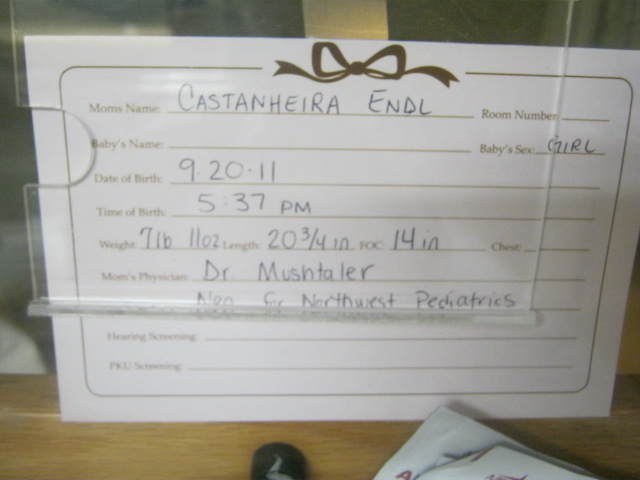 Moms Name: CASTANHEIRA ENDL Room Number
Baby's Name: Baby's Sex: GIRL
Date of Birth: 9.20.11
Time of Birth: 5:37 PM
Weight: 7lb 11oz Length: 20 3/4 in FOC: 14 in Chest:
Mom's Physician: Dr. Mushtaler
Neo for Northwest Pediatrics
Hearing Screening:
PKU Screening: